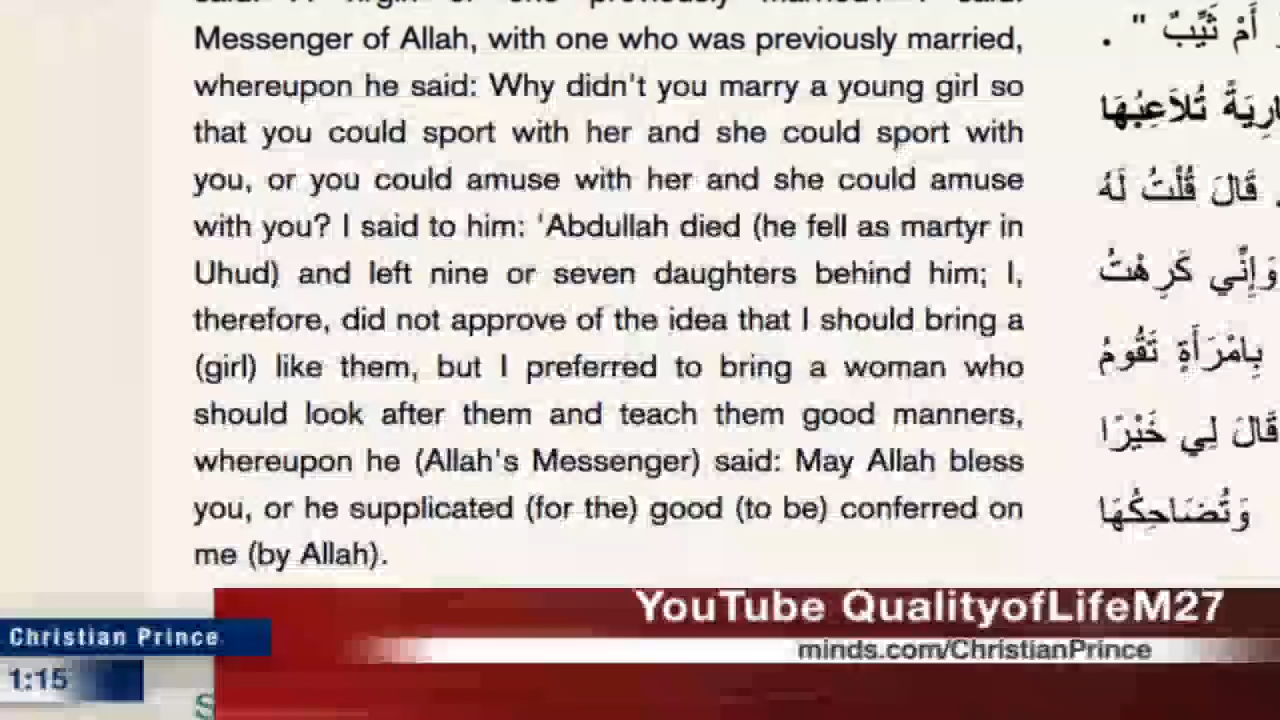 Messenger of Allah, with one who was previously married,
whereupon he said: Why didn't you marry a young girl so
that you could sport with her and she could sport with
you, or you could amuse with her and she could amuse
with you? I said to him: 'Abdullah died (he fell as martyr in
Uhud) and left nine or seven daughters behind him; I,
therefore, did not approve of the idea that I should bring a
(girl) like them, but I preferred to bring a woman who
should look after them and teach them good manners,
whereupon he (Allah's Messenger) said: May Allah bless
you, or he supplicated (for the) good (to be) conferred on
me (by Allah).
أَمْ ثَيِّبٌ " .
تُلاَعِبُهَا
قَالَ قُلْتُ لَهُ
وَإِنِّي كَرِهْتُ
بِامْرَأَةٍ تَقُومُ
قَالَ لِي خَيْرًا
وَتُضَاحِكُهَا
YouTube QualityofLifeM27
Christian Prince
minds.com/ChristianPrince
1:15